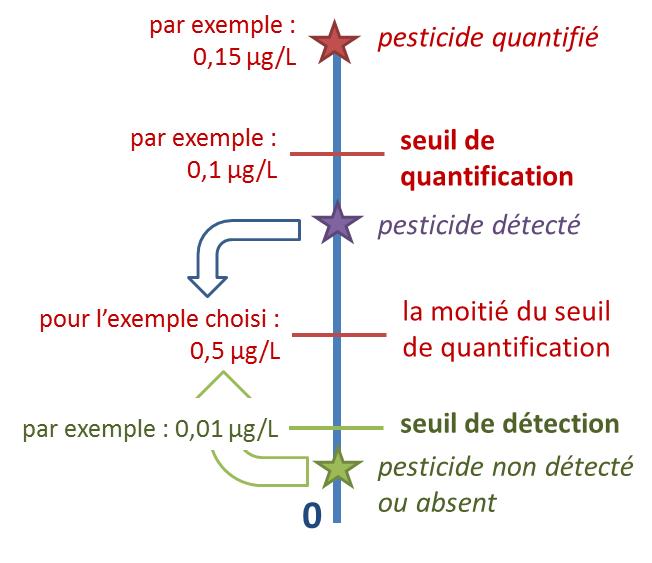 par exemple :
0,15 µg/L
pesticide quantifié
par exemple :
0,1 µg/L
seuil de
quantification
pesticide détecté
pour l’exemple choisi :
0,5 µg/L
la moitié du seuil
de quantification
par exemple : 0,01 µg/L
seuil de détection
pesticide non détecté
ou absent
0